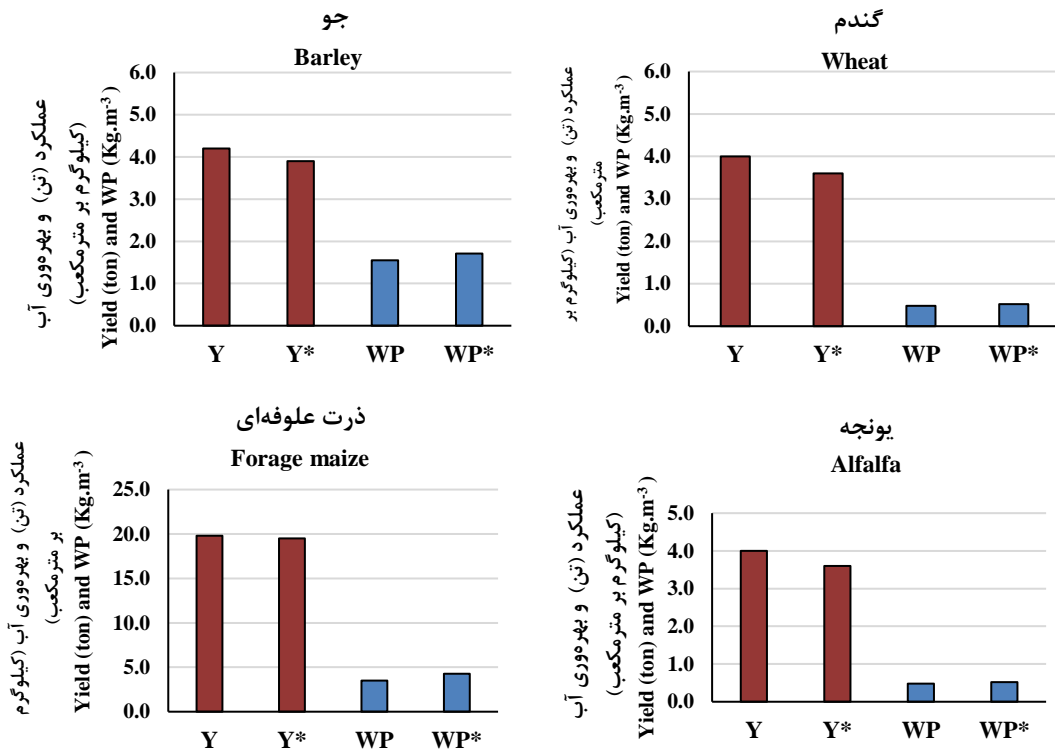 جو
Barley
عملکرد (تن) و بهره‌وری آب
(کیلوگرم بر مترمکعب)
Yield (ton) and WP (Kg.m-3)
6.0
5.0
4.0
3.0
2.0
1.0
0.0
Y Y* WP WP*
گندم
Wheat
عملکرد (تن) و بهره‌وری آب (کیلوگرم بر
مترمکعب)
Yield (ton) and WP (Kg.m-3)
6.0
5.0
4.0
3.0
2.0
1.0
0.0
Y Y* WP WP*
ذرت علوفه‌ای
Forage maize
عملکرد (تن) و بهره‌وری آب (کیلوگرم
بر مترمکعب)
Yield (ton) and WP (Kg.m-3)
25.0
20.0
15.0
10.0
5.0
0.0
Y Y* WP WP*
یونجه
Alfalfa
عملکرد (تن) و بهره‌وری آب
(کیلوگرم بر مترمکعب)
Yield (ton) and WP (Kg.m-3)
5.0
4.0
3.0
2.0
1.0
0.0
Y Y* WP WP*